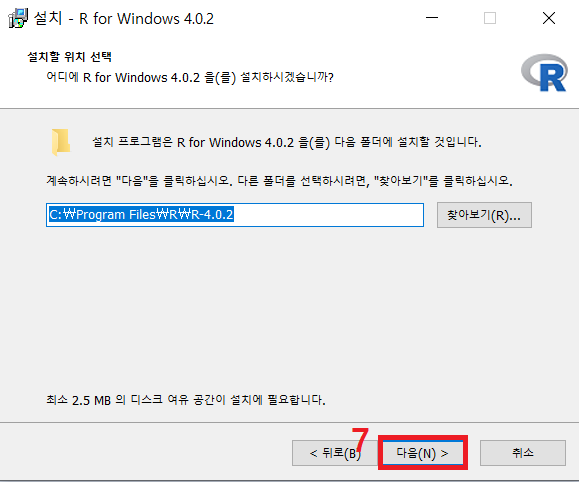 설치 - R for Windows 4.0.2
설치할 위치 선택
어디에 R for Windows 4.0.2 을(를) 설치하시겠습니까?
R
설치 프로그램은 R for Windows 4.0.2 을(를) 다음 폴더에 설치할 것입니다.
계속하시려면 "다음"을 클릭하십시오. 다른 폴더를 선택하시려면, "찾아보기"를 클릭하십시오.
C:₩Program Files₩R₩R-4.0.2
찾아보기(R)...
최소 2.5 MB 의 디스크 여유 공간이 설치에 필요합니다.
7
< 뒤로(B)
다음(N) >
취소